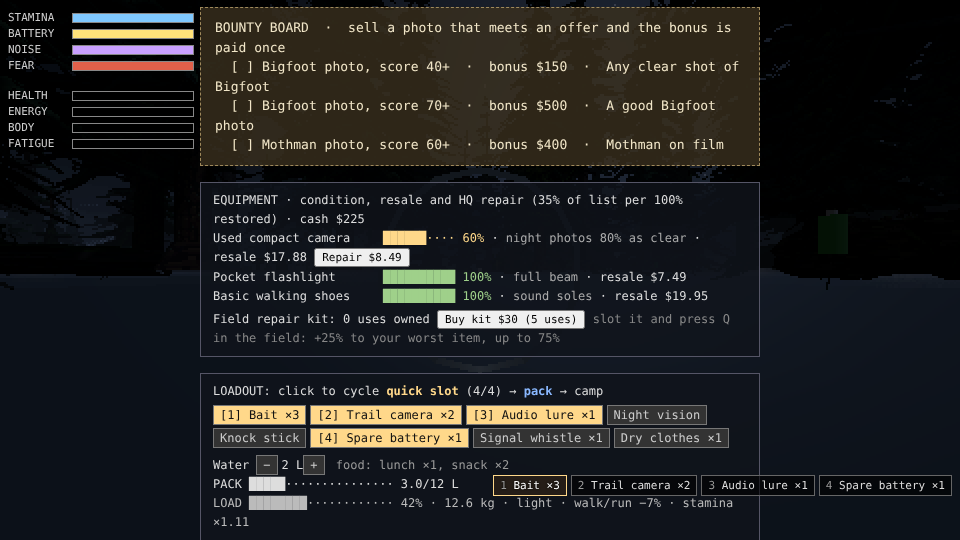 STAMINA
BATTERY
NOISE
FEAR
HEALTH
ENERGY
BODY
FATIGUE
BOUNTY BOARD · sell a photo that meets an offer and the bonus is
paid once
[ ] Bigfoot photo, score 40+ · bonus $150 · Any clear shot of
Bigfoot
[ ] Bigfoot photo, score 70+ · bonus $500 · A good Bigfoot
photo
[ ] Mothman photo, score 60+ · bonus $400 · Mothman on film
EQUIPMENT · condition, resale and HQ repair (35% of list per 100%
restored) · cash $225
Used compact camera 60% · night photos 80% as clear ·
resale $17.88 Repair $8.49
Pocket flashlight 100% · full beam · resale $7.49
Basic walking shoes 100% · sound soles · resale $19.95
Field repair kit: 0 uses owned Buy kit $30 (5 uses) slot it and press Q
in the field: +25% to your worst item, up to 75%
LOADOUT: click to cycle quick slot (4/4) → pack → camp
[1] Bait ×3 [2] Trail camera ×2 [3] Audio lure ×1 Night vision
Knock stick [4] Spare battery ×1 Signal whistle ×1 Dry clothes ×1
Water − 2 L + food: lunch ×1, snack ×2
PACK 3.0/12 L
1 Bait ×3 2 Trail camera ×2 3 Audio lure ×1 4 Spare battery ×1
LOAD 42% · 12.6 kg · light · walk/run −7% · stamina
×1.11